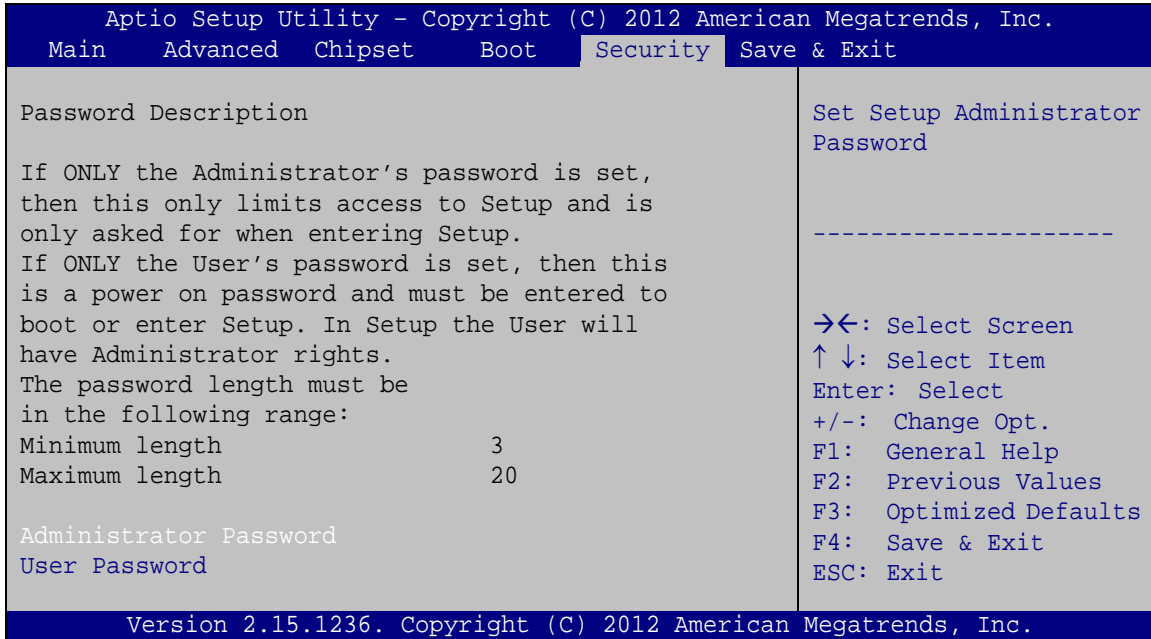 Aptio Setup Utility – Copyright (C) 2012 American Megatrends, Inc.
Main Advanced Chipset Boot Security Save & Exit
Password Description
If ONLY the Administrator’s password is set,
then this only limits access to Setup and is
only asked for when entering Setup.
If ONLY the User’s password is set, then this
is a power on password and must be entered to
boot or enter Setup. In Setup the User will
have Administrator rights.
The password length must be
in the following range:
Minimum length 3
Maximum length 20
Administrator Password
User Password
Set Setup Administrator
Password
---------------------
→←: Select Screen
↑ ↓: Select Item
Enter: Select
+/-: Change Opt.
F1: General Help
F2: Previous Values
F3: Optimized Defaults
F4: Save & Exit
ESC: Exit
Version 2.15.1236. Copyright (C) 2012 American Megatrends, Inc.